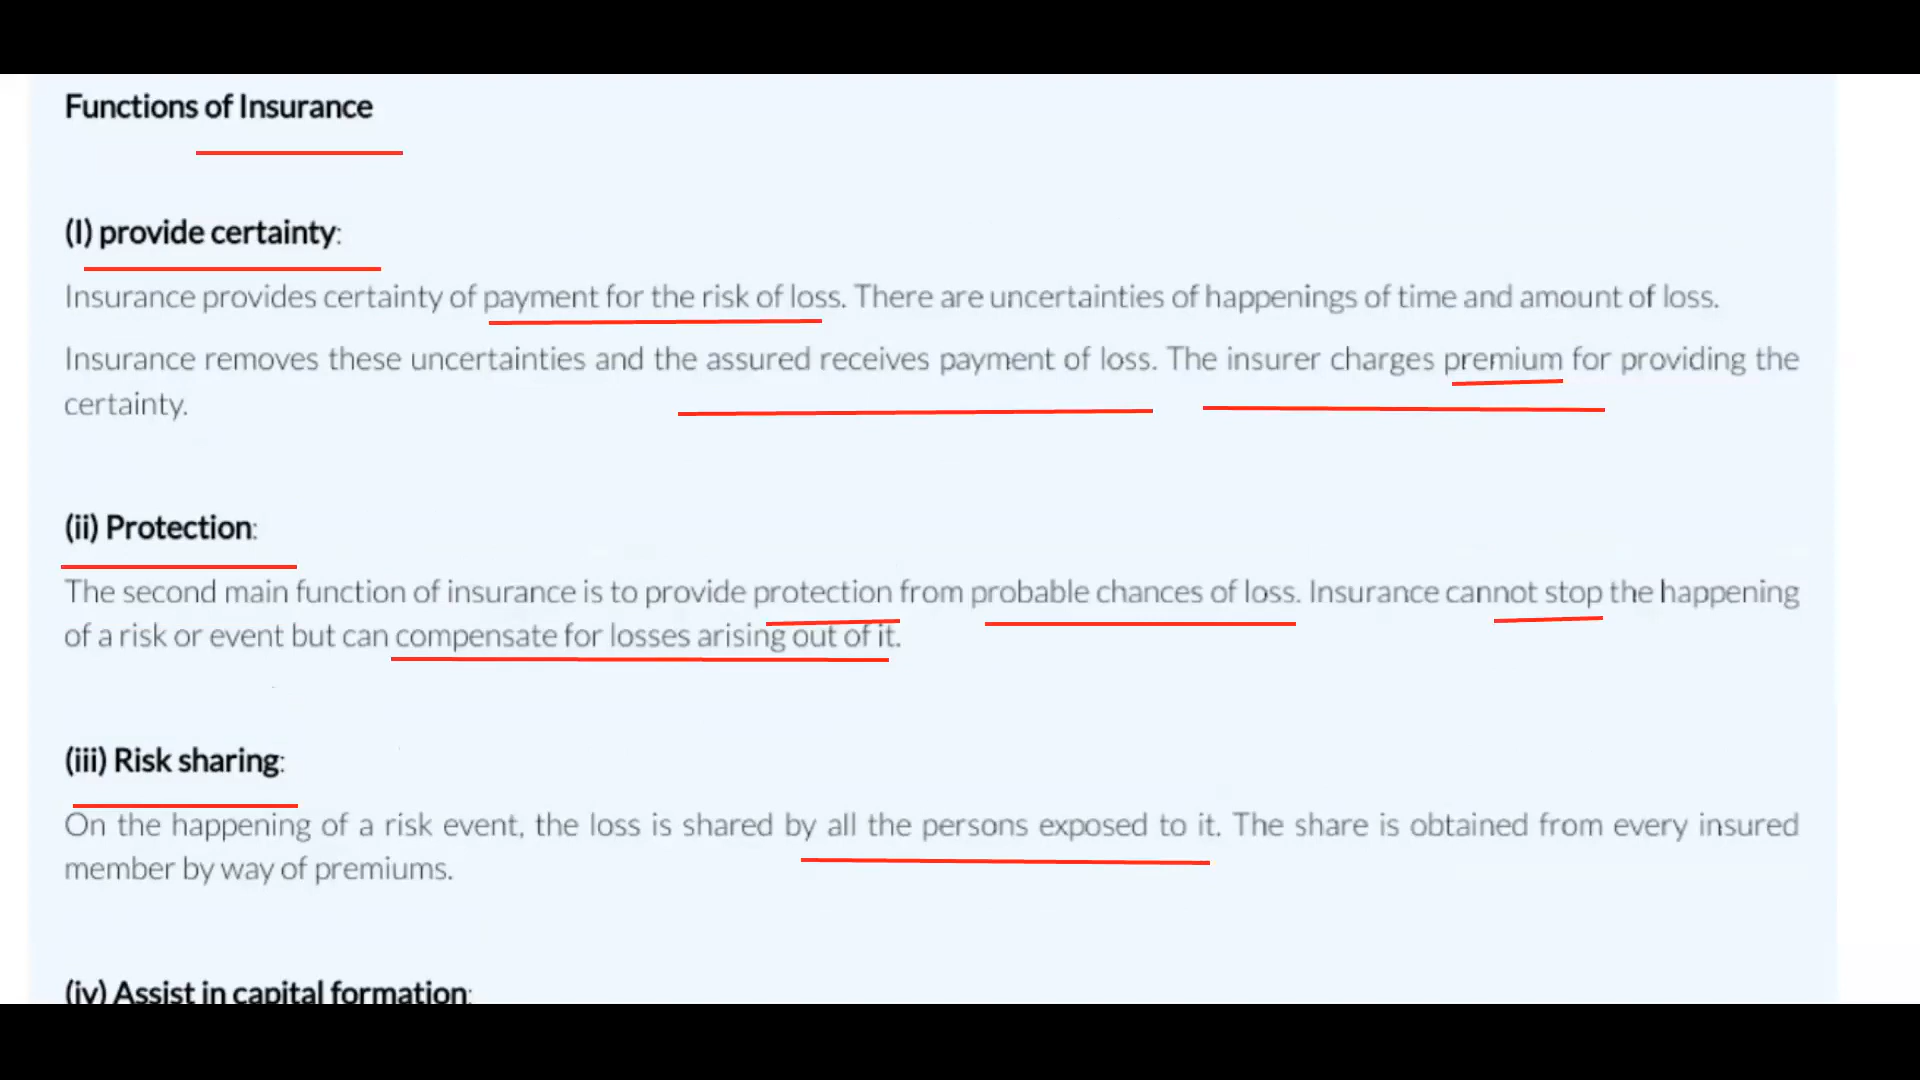 Functions of Insurance
(I) provide certainty:
Insurance provides certainty of payment for the risk of loss. There are uncertainties of happenings of time and amount of loss.
Insurance removes these uncertainties and the assured receives payment of loss. The insurer charges premium for providing the
certainty.
(ii) Protection:
The second main function of insurance is to provide protection from probable chances of loss. Insurance cannot stop the happening
of a risk or event but can compensate for losses arising out of it.
(iii) Risk sharing:
On the happening of a risk event, the loss is shared by all the persons exposed to it. The share is obtained from every insured
member by way of premiums.
(iv) Assist in capital formation: